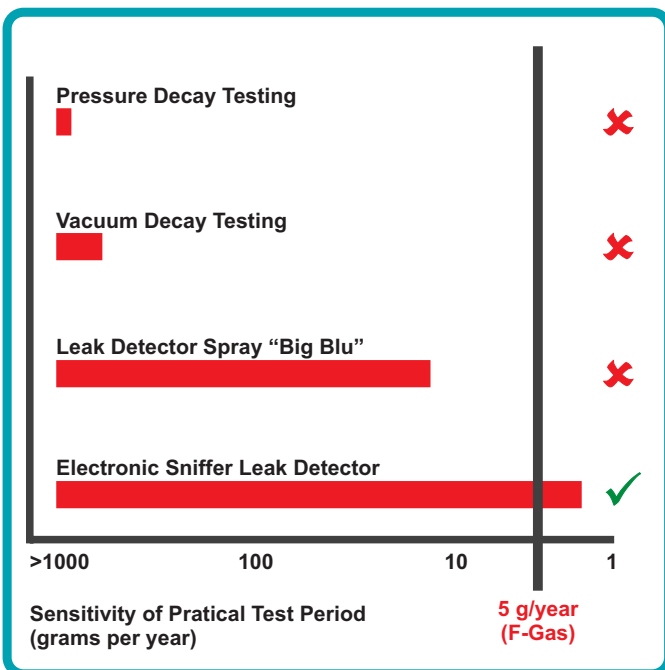 Pressure Decay Testing
Vacuum Decay Testing
Leak Detector Spray “Big Blu”
Electronic Sniffer Leak Detector
>1000 100 10 1
Sensitivity of Pratical Test Period
(grams per year)
5 g/year
(F-Gas)